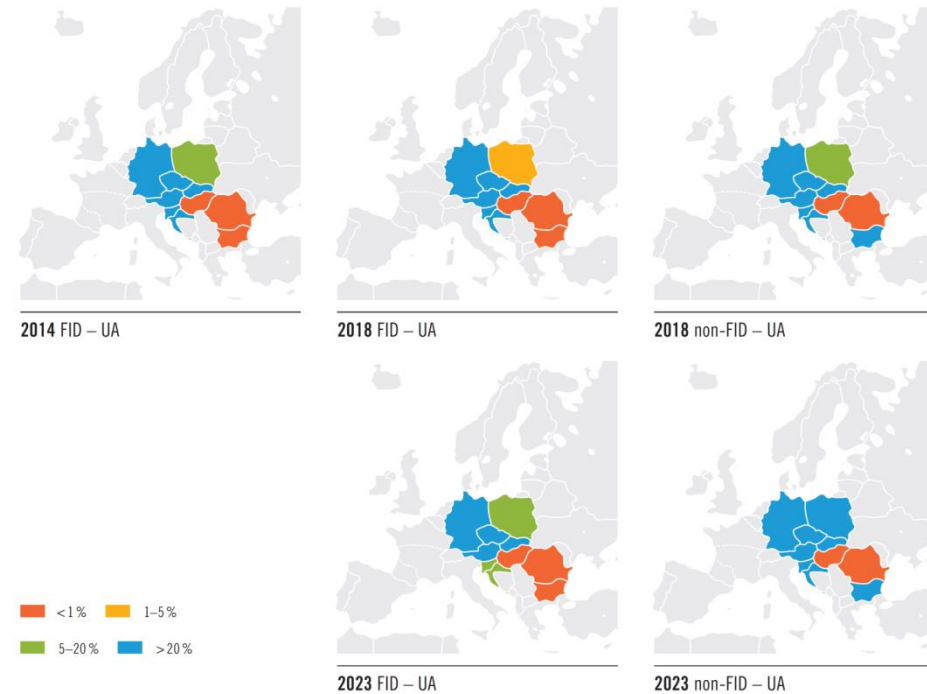 2014 FID – UA
2018 FID – UA
2018 non-FID – UA
<1 %
1–5 %
5–20 %
>20 %
2023 FID – UA
2023 non-FID – UA